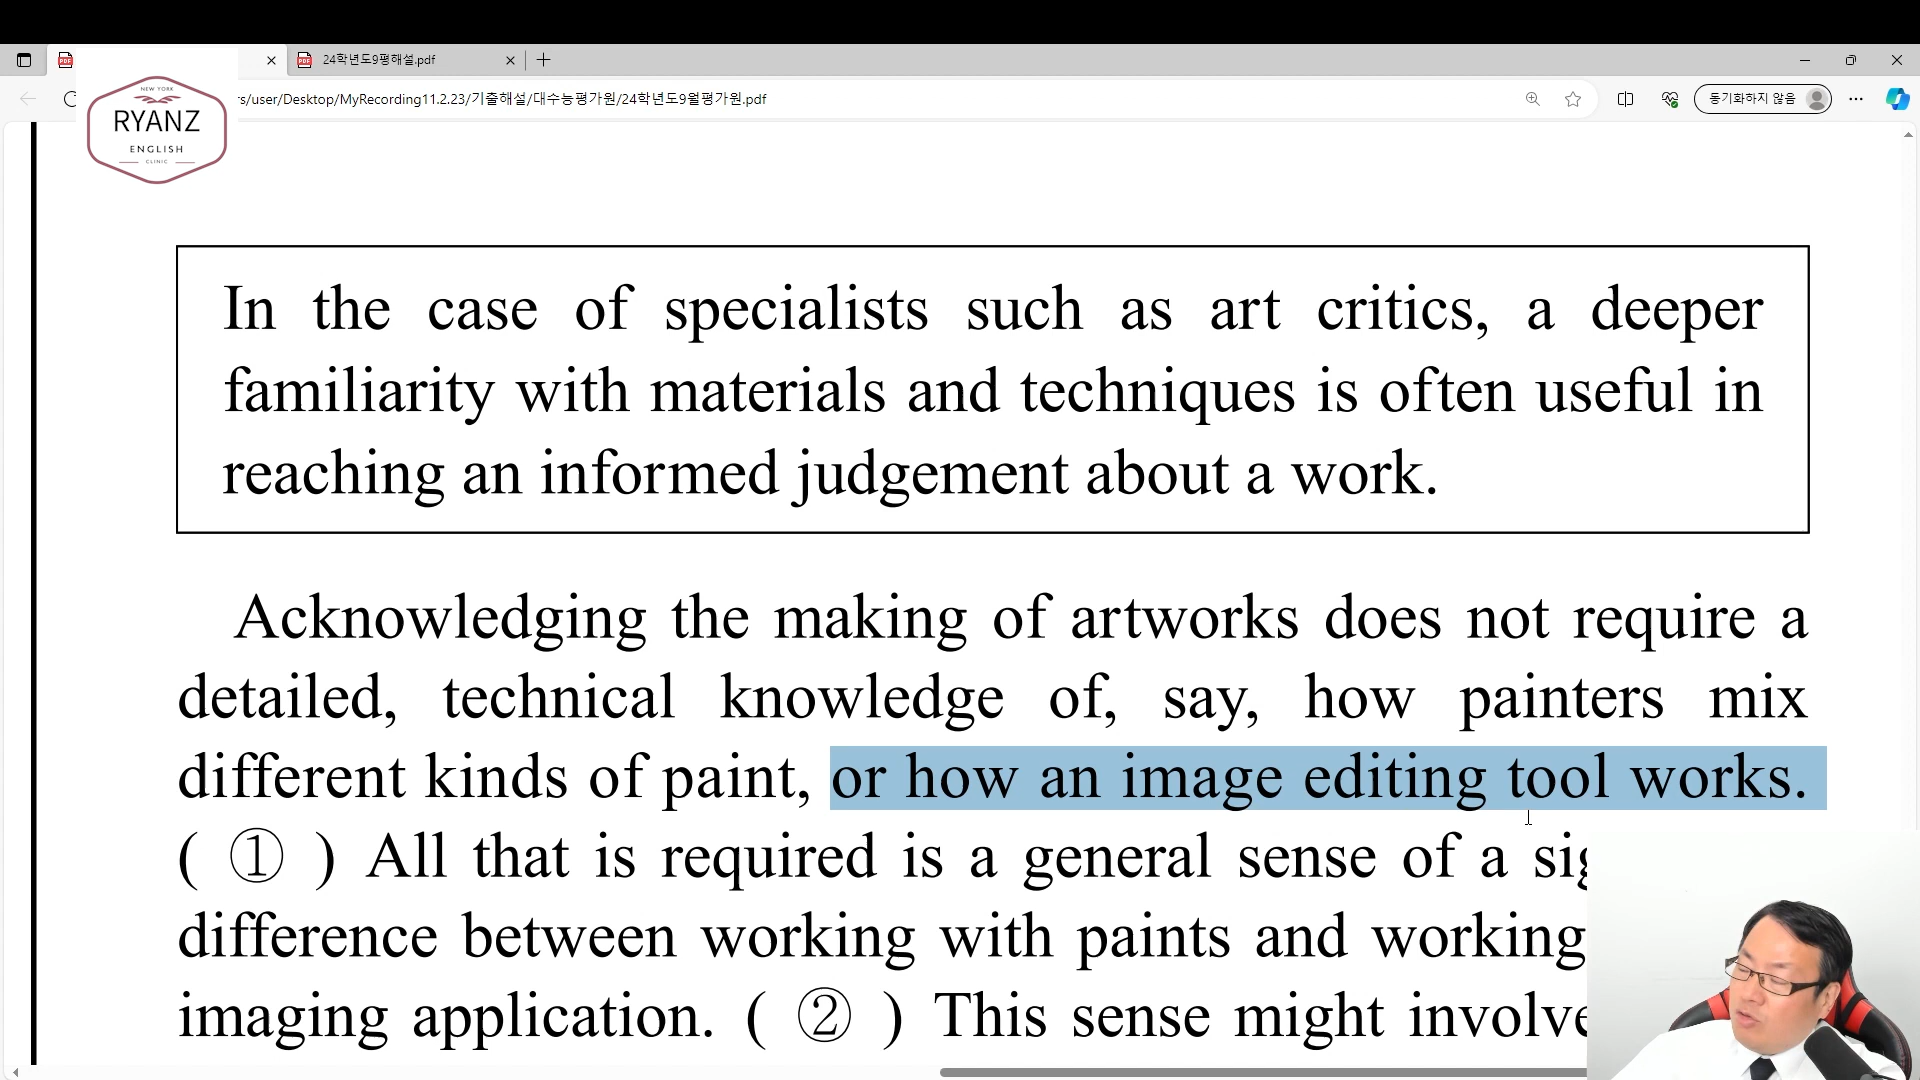 24학년도9평해설.pdf
NEW YORK
RYANZ
ENGLISH
CLINIC
/user/Desktop/MyRecording11.2.23/기출해설/대수능평가원/24학년도9월평가원.pdf
동기화하지 않음
In the case of specialists such as art critics, a deeper
familiarity with materials and techniques is often useful in
reaching an informed judgement about a work.
Acknowledging the making of artworks does not require a
detailed, technical knowledge of, say, how painters mix
different kinds of paint, or how an image editing tool works.
( ① ) All that is required is a general sense of a
difference between working with paints and working
imaging application. ( ② ) This sense might involve